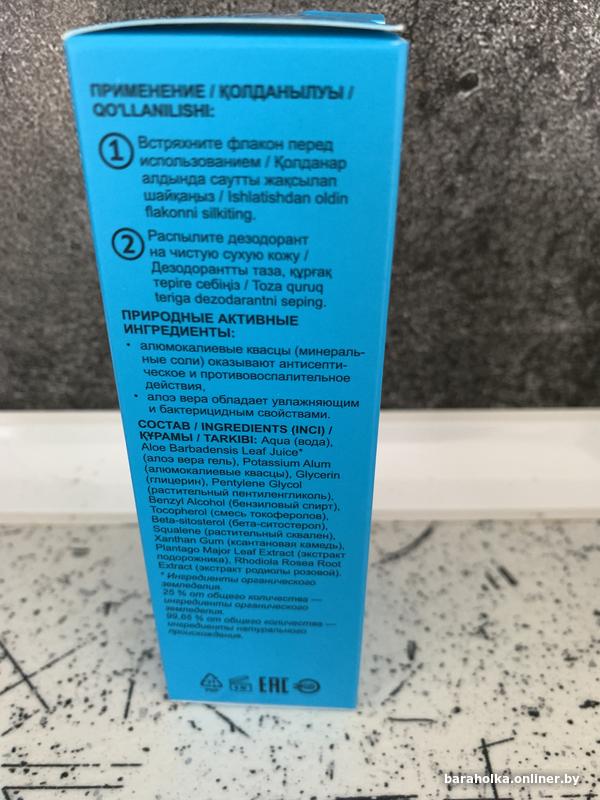 ПРИМЕНЕНИЕ / ҚОЛДАНЫЛУЫ /
QO'LLANILISHI:
1 Встряхните флакон перед
использованием / Қолданар
алдында саутты жақсылап
шайқаңыз / Ishlatishdan oldin
flakonni silkiting.
2 Распылите дезодорант
на чистую сухую кожу /
Дезодорантты таза, құрғақ
теріге себіңіз / Toza quruq
teriga dezodarantni seping.
ПРИРОДНЫЕ АКТИВНЫЕ
ИНГРЕДИЕНТЫ:
• алюмокалиевые квасцы (минераль-
ные соли) оказывают антисепти-
ческое и противовоспалительное
действия,
• алоэ вера обладает увлажняющим
и бактерицидным свойствами.
СОСТАВ / INGREDIENTS (INCI) /
ҚҰРАМЫ / TARKIBI: Aqua (вода),
Aloe Barbadensis Leaf Juice*
(алоэ вера гель), Potassium Alum
(алюмокалиевые квасцы), Glycerin
(глицерин), Pentylene Glycol
(растительный пентиленгликоль),
Benzyl Alcohol (бензиловый спирт),
Tocopherol (смесь токоферолов),
Beta-sitosterol (бета-ситостерол),
Squalene (растительный сквален),
Xanthan Gum (ксантановая камедь),
Plantago Major Leaf Extract (экстракт
подорожника), Rhodiola Rosea Root
Extract (экстракт родиолы розовой).
* Ингредиенты органического
земледелия.
25 % от общего количества —
ингредиенты органического
земледелия.
99,65 % от общего количества —
ингредиенты натурального
происхождения.
EAC
baraholka.onliner.by